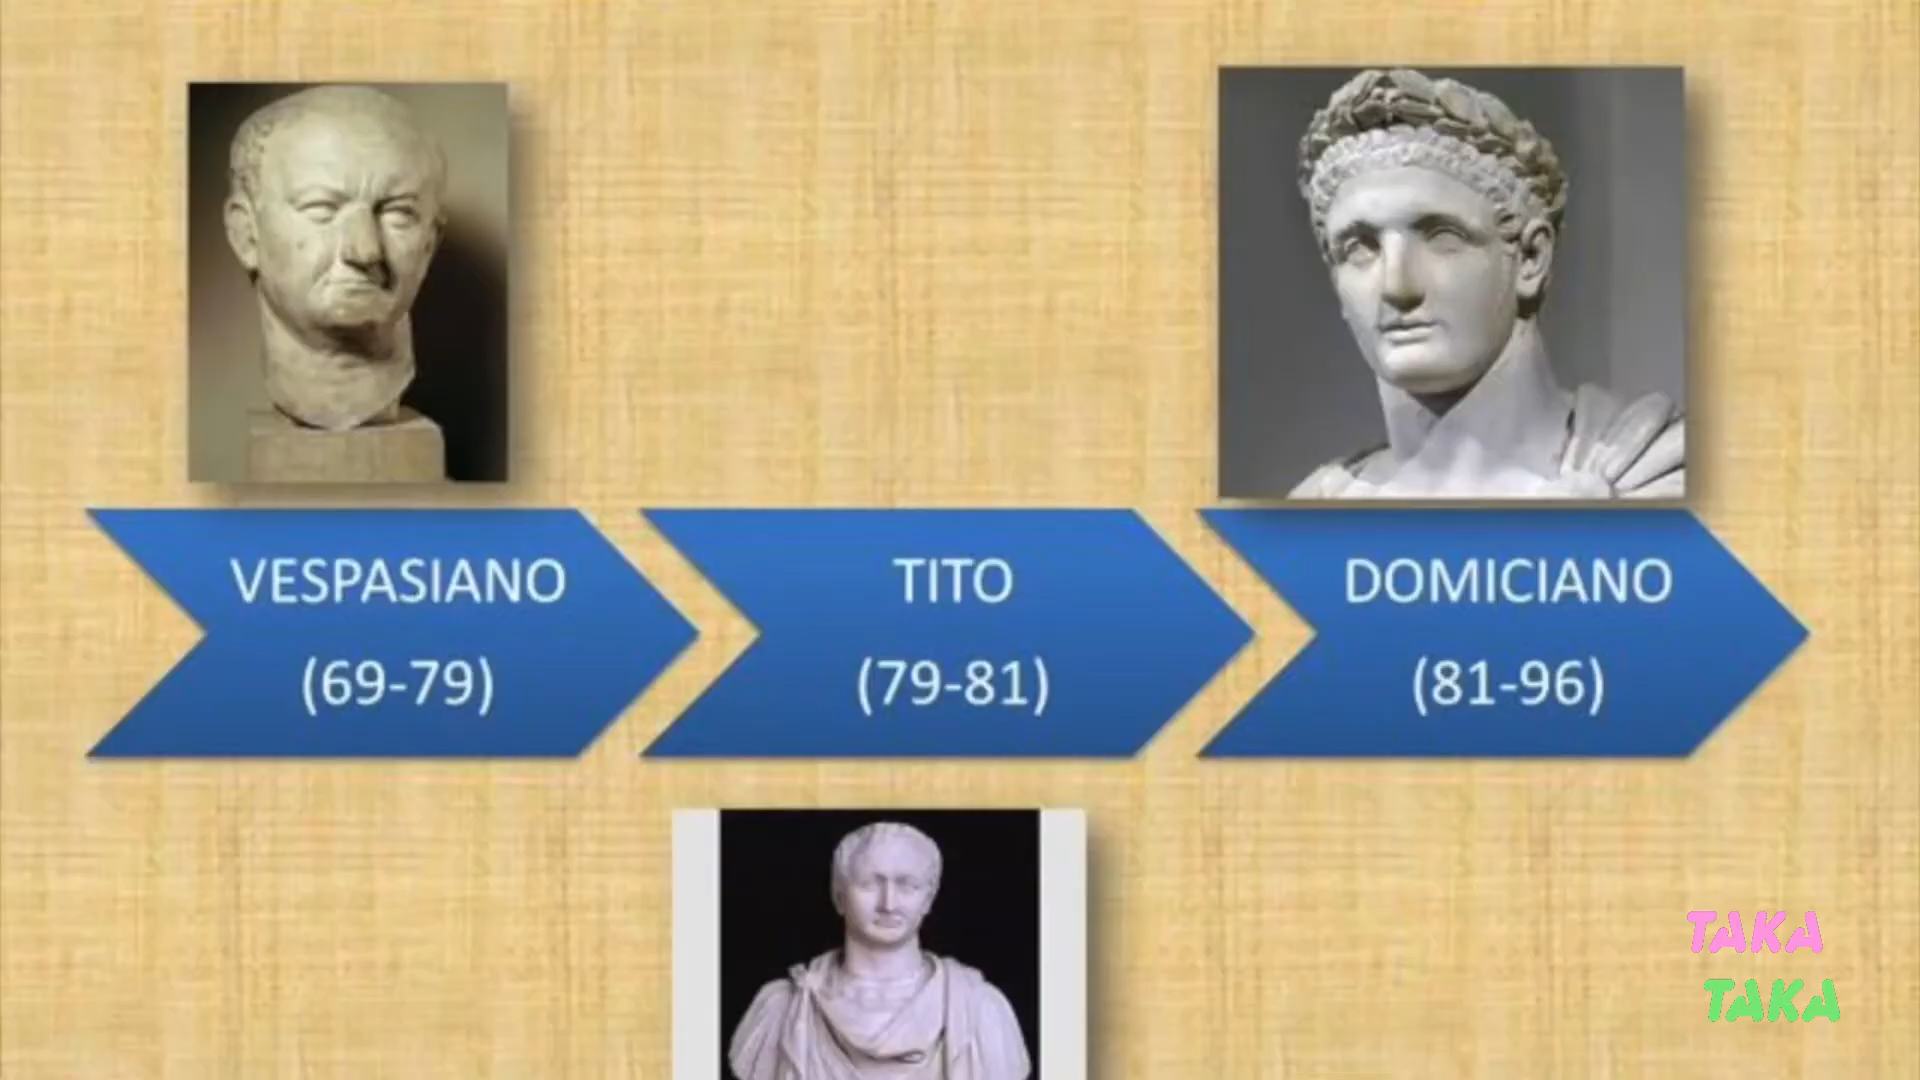 VESPASIANO
(69-79)
TITO
(79-81)
DOMICIANO
(81-96)
TAKA
TAKA